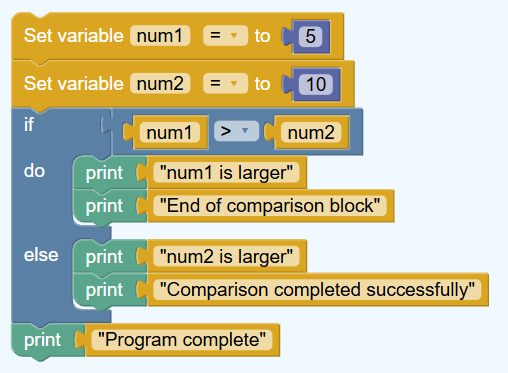 Set variable num1 = to 5
Set variable num2 = to 10
if num1 > num2
do print "num1 is larger"
print "End of comparison block"
else print "num2 is larger"
print "Comparison completed successfully"
print "Program complete"